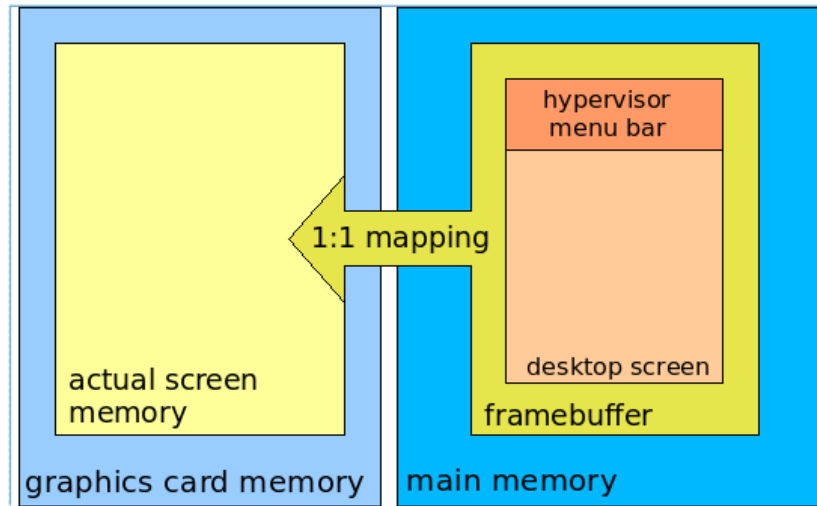 hypervisor
menu bar
1:1 mapping
desktop screen
actual screen
memory
framebuffer
graphics card memory
main memory